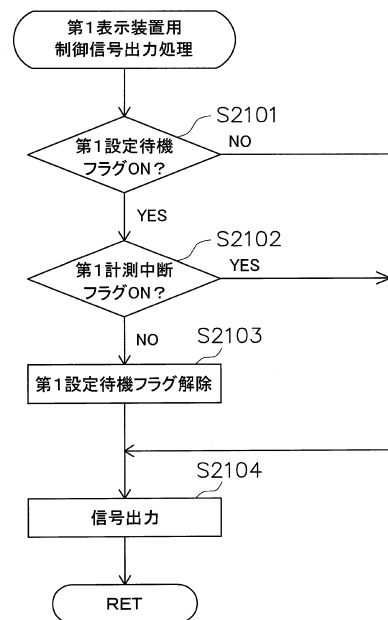 第１表示装置用
制御信号出力処理
S2101
第１設定待機
フラグON？
NO
YES
S2102
第１計測中断
フラグON？
YES
NO
S2103
第１設定待機フラグ解除
S2104
信号出力
RET